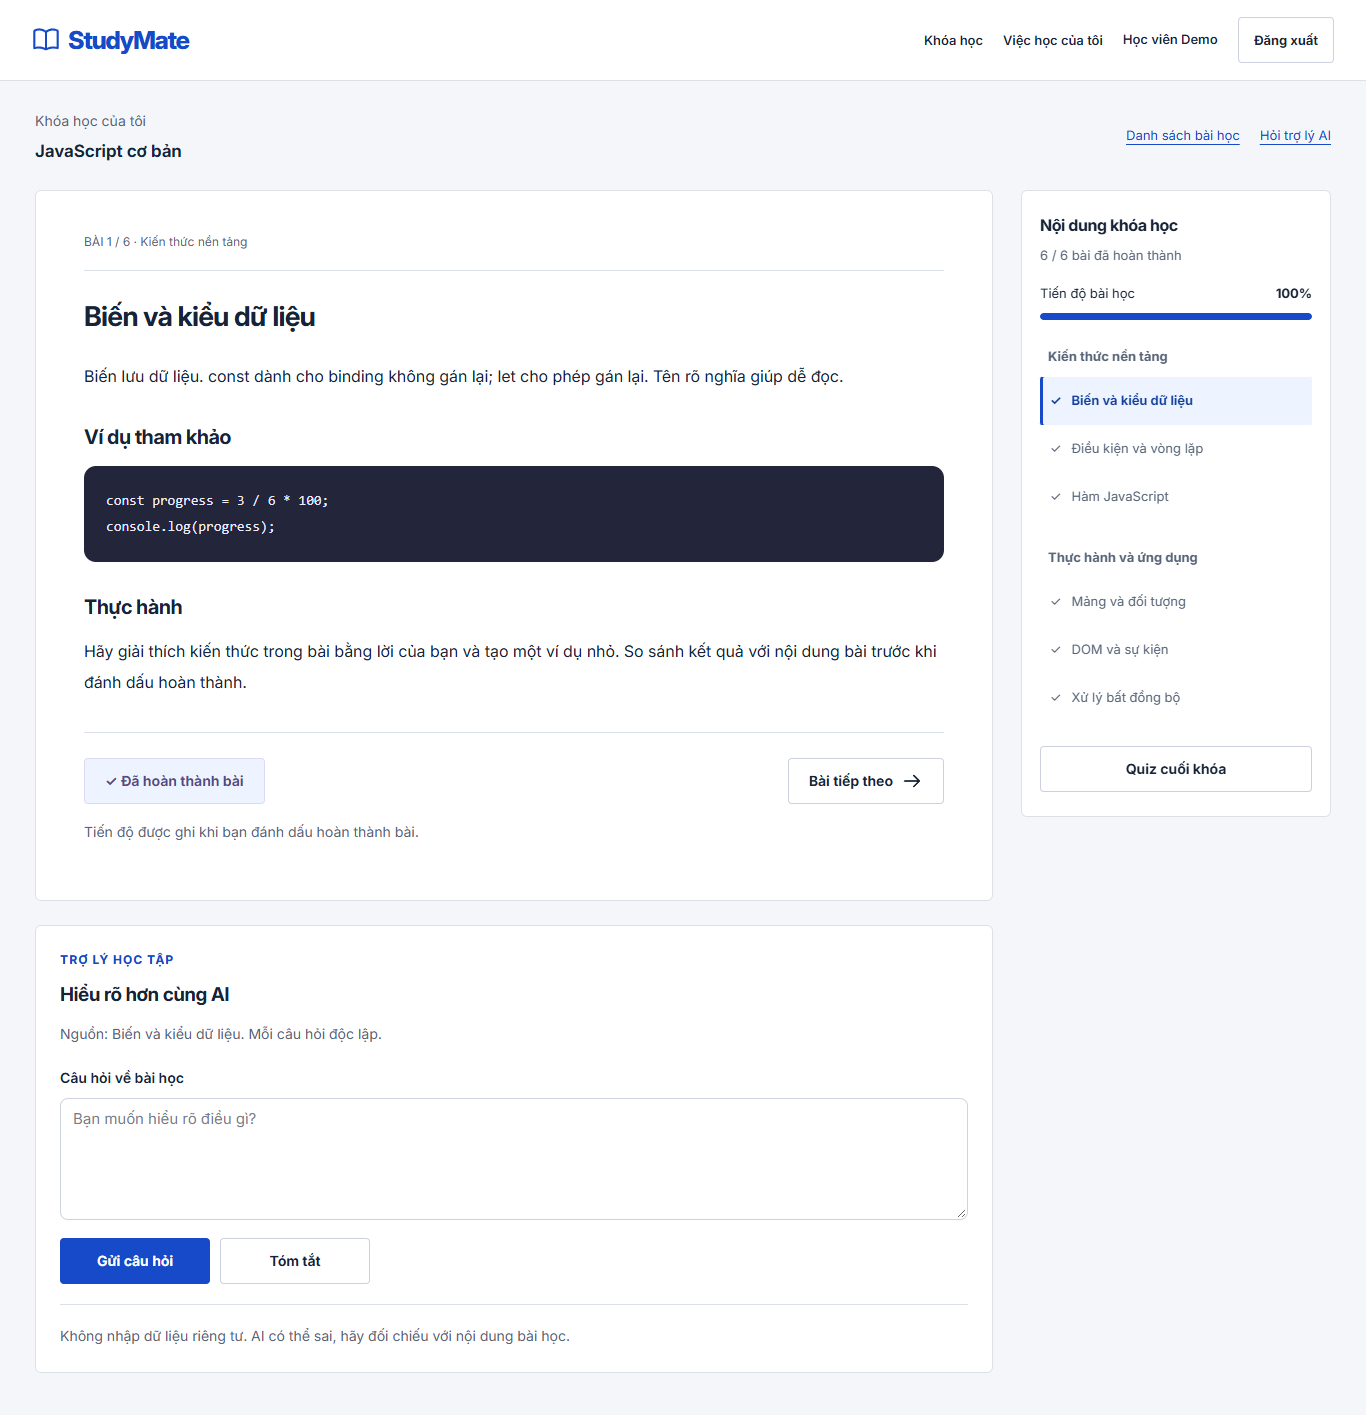 StudyMate
Khóa học
Việc học của tôi
Học viên Demo
Đăng xuất
Khóa học của tôi
JavaScript cơ bản
Danh sách bài học
Hỏi trợ lý AI
BÀI 1 / 6 · Kiến thức nền tảng
Biến và kiểu dữ liệu
Biến lưu dữ liệu. const dành cho binding không gán lại; let cho phép gán lại. Tên rõ nghĩa giúp dễ đọc.
Ví dụ tham khảo
const progress = 3 / 6 * 100;
console.log(progress);
Thực hành
Hãy giải thích kiến thức trong bài bằng lời của bạn và tạo một ví dụ nhỏ. So sánh kết quả với nội dung bài trước khi
đánh dấu hoàn thành.
✓ Đã hoàn thành bài
Bài tiếp theo →
Tiến độ được ghi khi bạn đánh dấu hoàn thành bài.
Nội dung khóa học
6 / 6 bài đã hoàn thành
Tiến độ bài học 100%
Kiến thức nền tảng
✓ Biến và kiểu dữ liệu
✓ Điều kiện và vòng lặp
✓ Hàm JavaScript
Thực hành và ứng dụng
✓ Mảng và đối tượng
✓ DOM và sự kiện
✓ Xử lý bất đồng bộ
Quiz cuối khóa
TRỢ LÝ HỌC TẬP
Hiểu rõ hơn cùng AI
Nguồn: Biến và kiểu dữ liệu. Mỗi câu hỏi độc lập.
Câu hỏi về bài học
Bạn muốn hiểu rõ điều gì?
Gửi câu hỏi
Tóm tắt
Không nhập dữ liệu riêng tư. AI có thể sai, hãy đối chiếu với nội dung bài học.